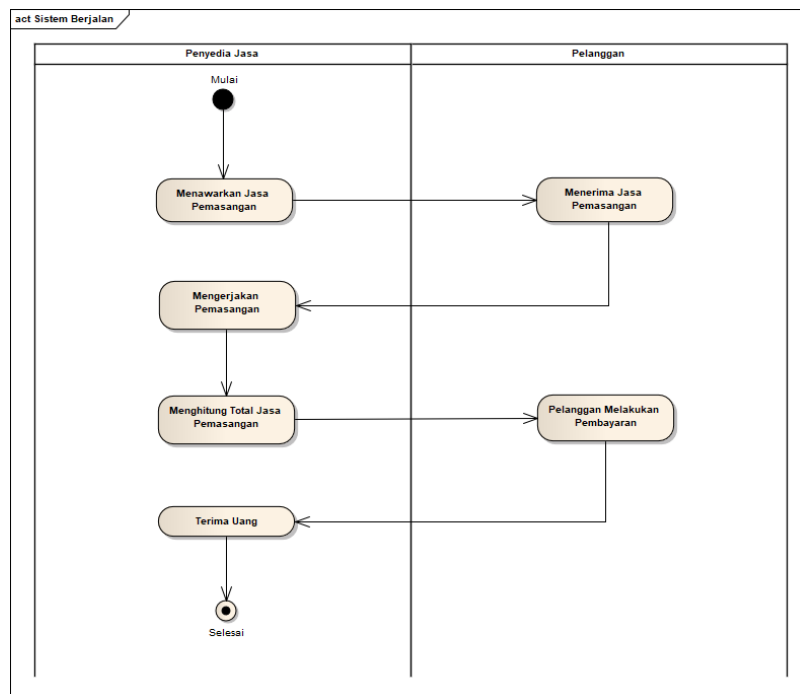 act Sistem Berjalan
Penyedia Jasa
Pelanggan
Mulai
Menawarkan Jasa
Pemasangan
Menerima Jasa
Pemasangan
Mengerjakan
Pemasangan
Menghitung Total Jasa
Pemasangan
Pelanggan Melakukan
Pembayaran
Terima Uang
Selesai